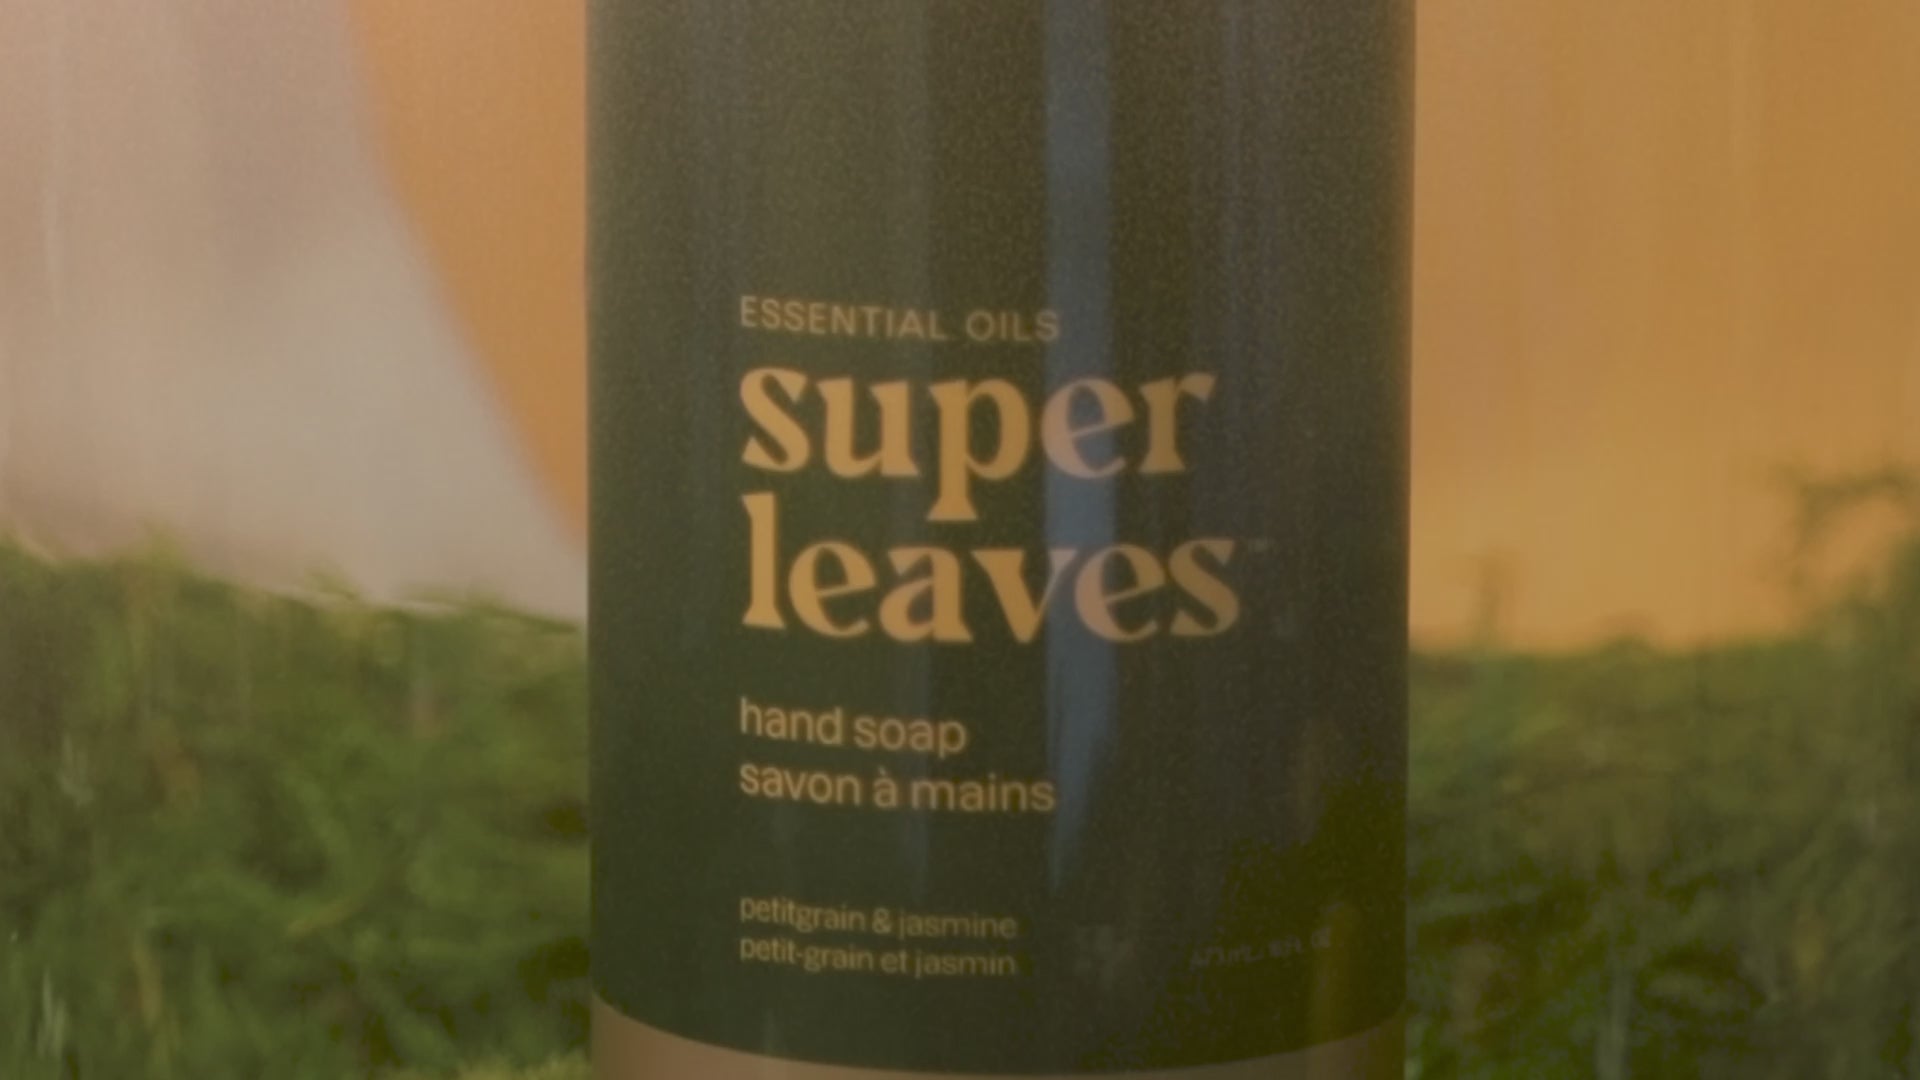 ESSENTIAL OILS
super
leaves
hand soap
savon à mains
petitgrain & jasmine
petit-grain et jasmin